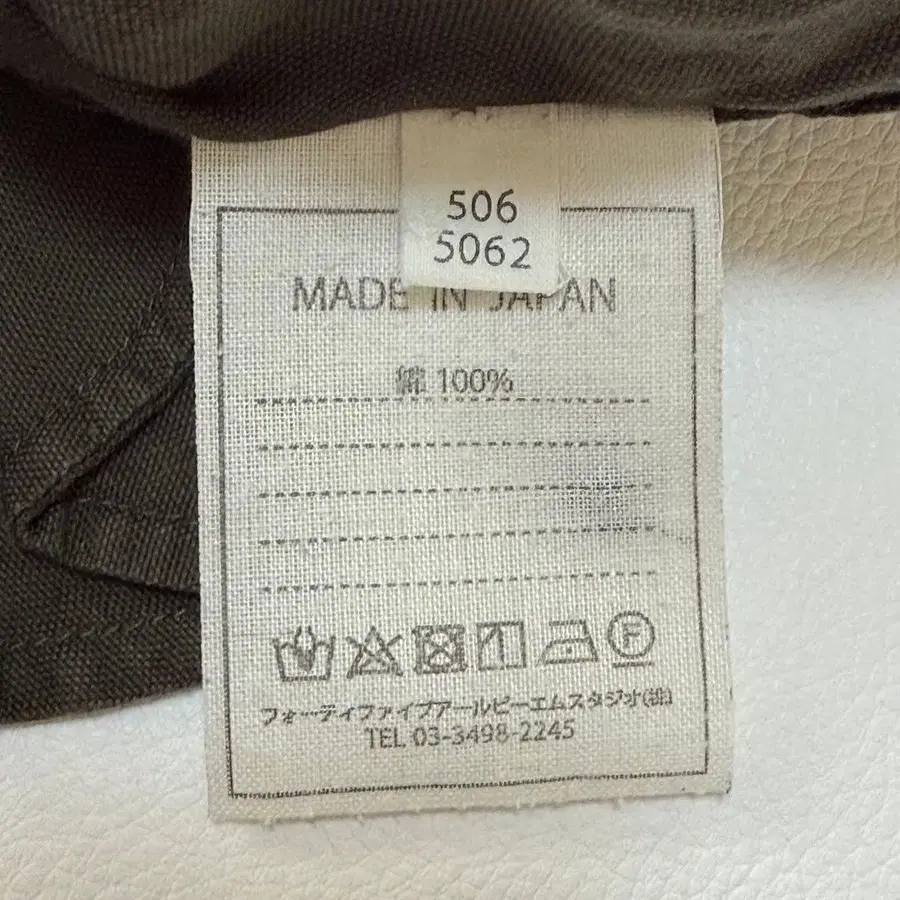 506
5062
MADE IN JAPAN
綿 100%
F
フォーティファイブアールピーエムスタジオ(株)
TEL 03-3498-2245